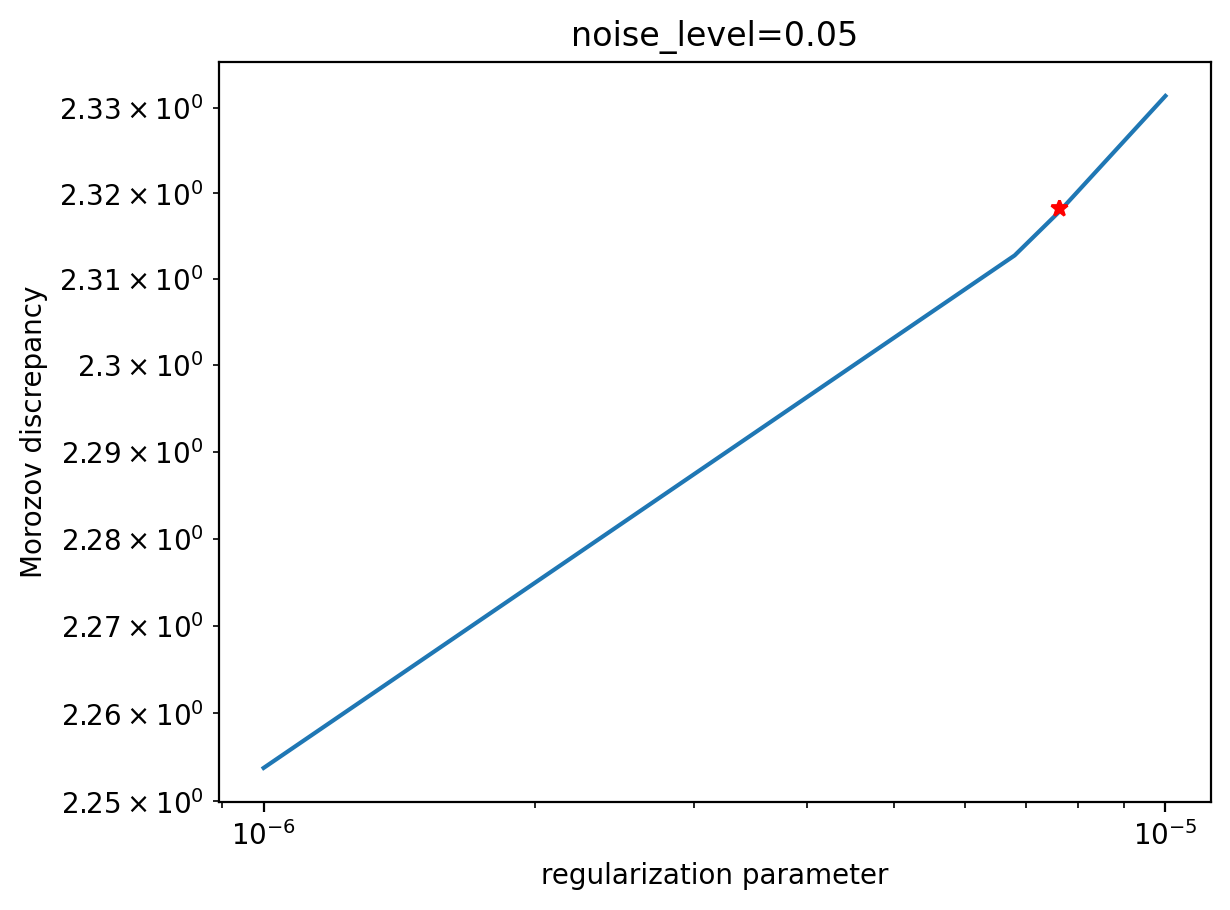 noise_level=0.05
2.33 × 10⁰
2.32 × 10⁰
2.31 × 10⁰
2.3 × 10⁰
2.29 × 10⁰
2.28 × 10⁰
2.27 × 10⁰
2.26 × 10⁰
2.25 × 10⁰
Morozov discrepancy
10⁻⁶
10⁻⁵
regularization parameter